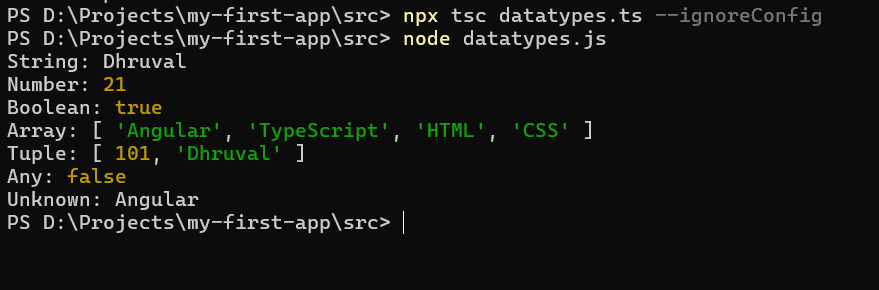 PS D:\Projects\my-first-app\src> npx tsc datatypes.ts --ignoreConfig
PS D:\Projects\my-first-app\src> node datatypes.js
String: Dhruval
Number: 21
Boolean: true
Array: [ 'Angular', 'TypeScript', 'HTML', 'CSS' ]
Tuple: [ 101, 'Dhruval' ]
Any: false
Unknown: Angular
PS D:\Projects\my-first-app\src>